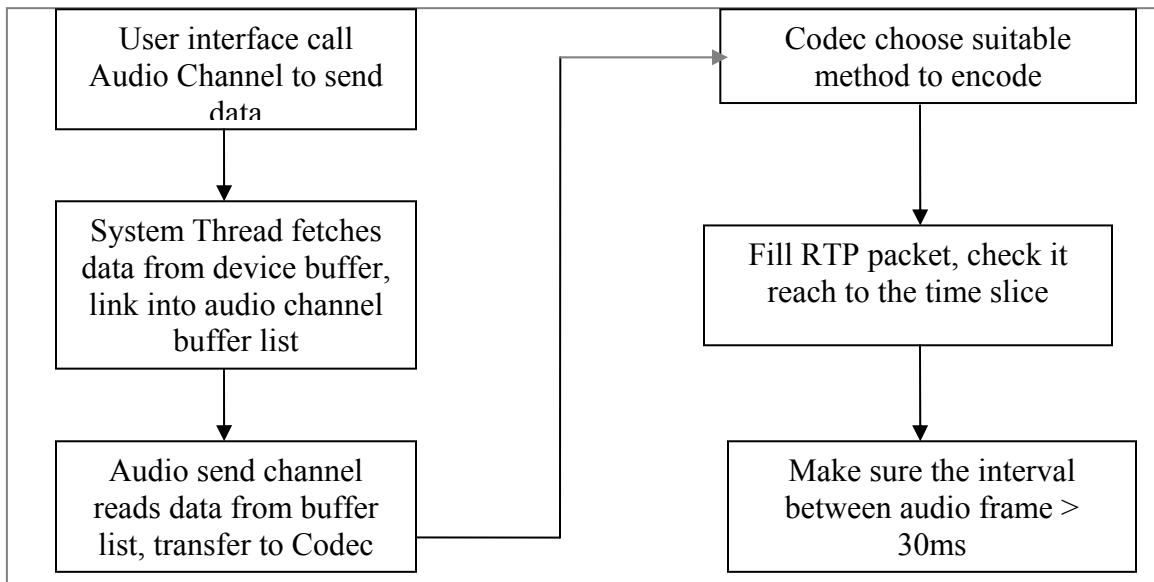 User interface call
Audio Channel to send
data
System Thread fetches
data from device buffer,
link into audio channel
buffer list
Audio send channel
reads data from buffer
list, transfer to Codec
Codec choose suitable
method to encode
Fill RTP packet, check it
reach to the time slice
Make sure the interval
between audio frame >
30ms